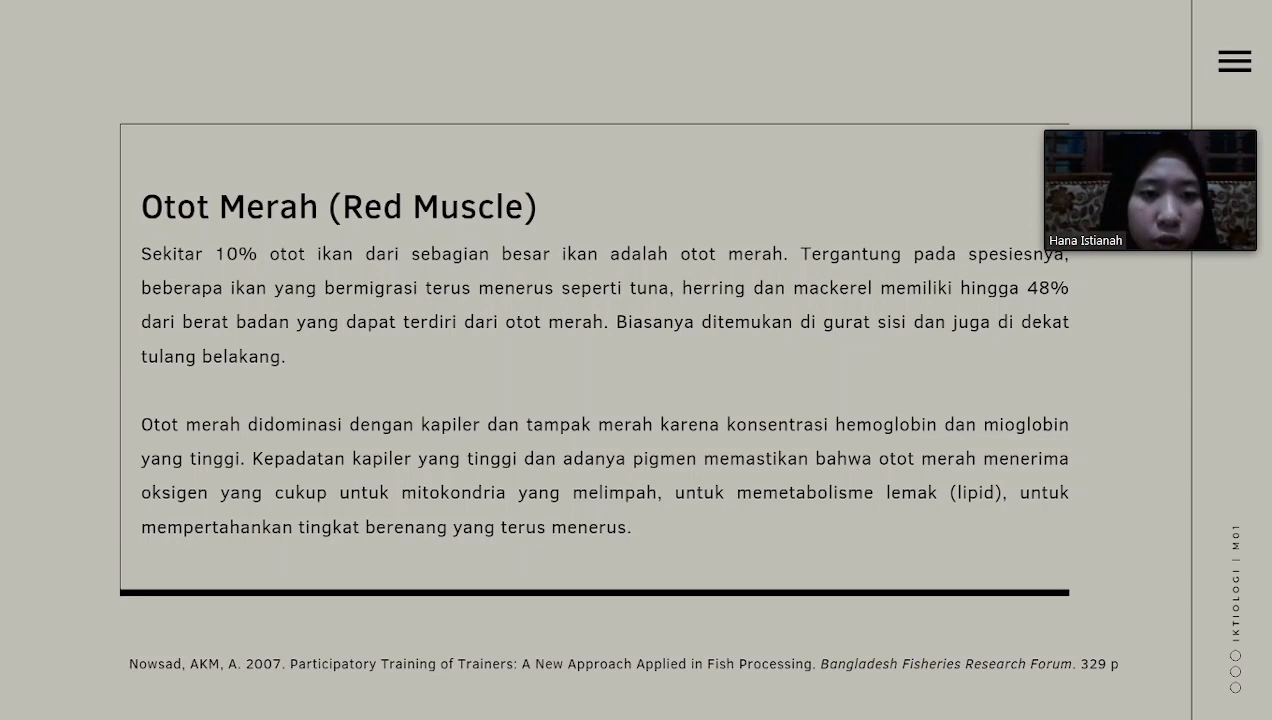 Otot Merah (Red Muscle)
Sekitar 10% otot ikan dari sebagian besar ikan adalah otot merah. Tergantung pada spesiesnya,
beberapa ikan yang bermigrasi terus menerus seperti tuna, herring dan mackerel memiliki hingga 48%
dari berat badan yang dapat terdiri dari otot merah. Biasanya ditemukan di gurat sisi dan juga di dekat
tulang belakang.
Otot merah didominasi dengan kapiler dan tampak merah karena konsentrasi hemoglobin dan mioglobin
yang tinggi. Kepadatan kapiler yang tinggi dan adanya pigmen memastikan bahwa otot merah menerima
oksigen yang cukup untuk mitokondria yang melimpah, untuk memetabolisme lemak (lipid), untuk
mempertahankan tingkat berenang yang terus menerus.
Nowsad, AKM, A. 2007. Participatory Training of Trainers: A New Approach Applied in Fish Processing. Bangladesh Fisheries Research Forum. 329 p
Hana Istianah
IKTIOLOGI | M01